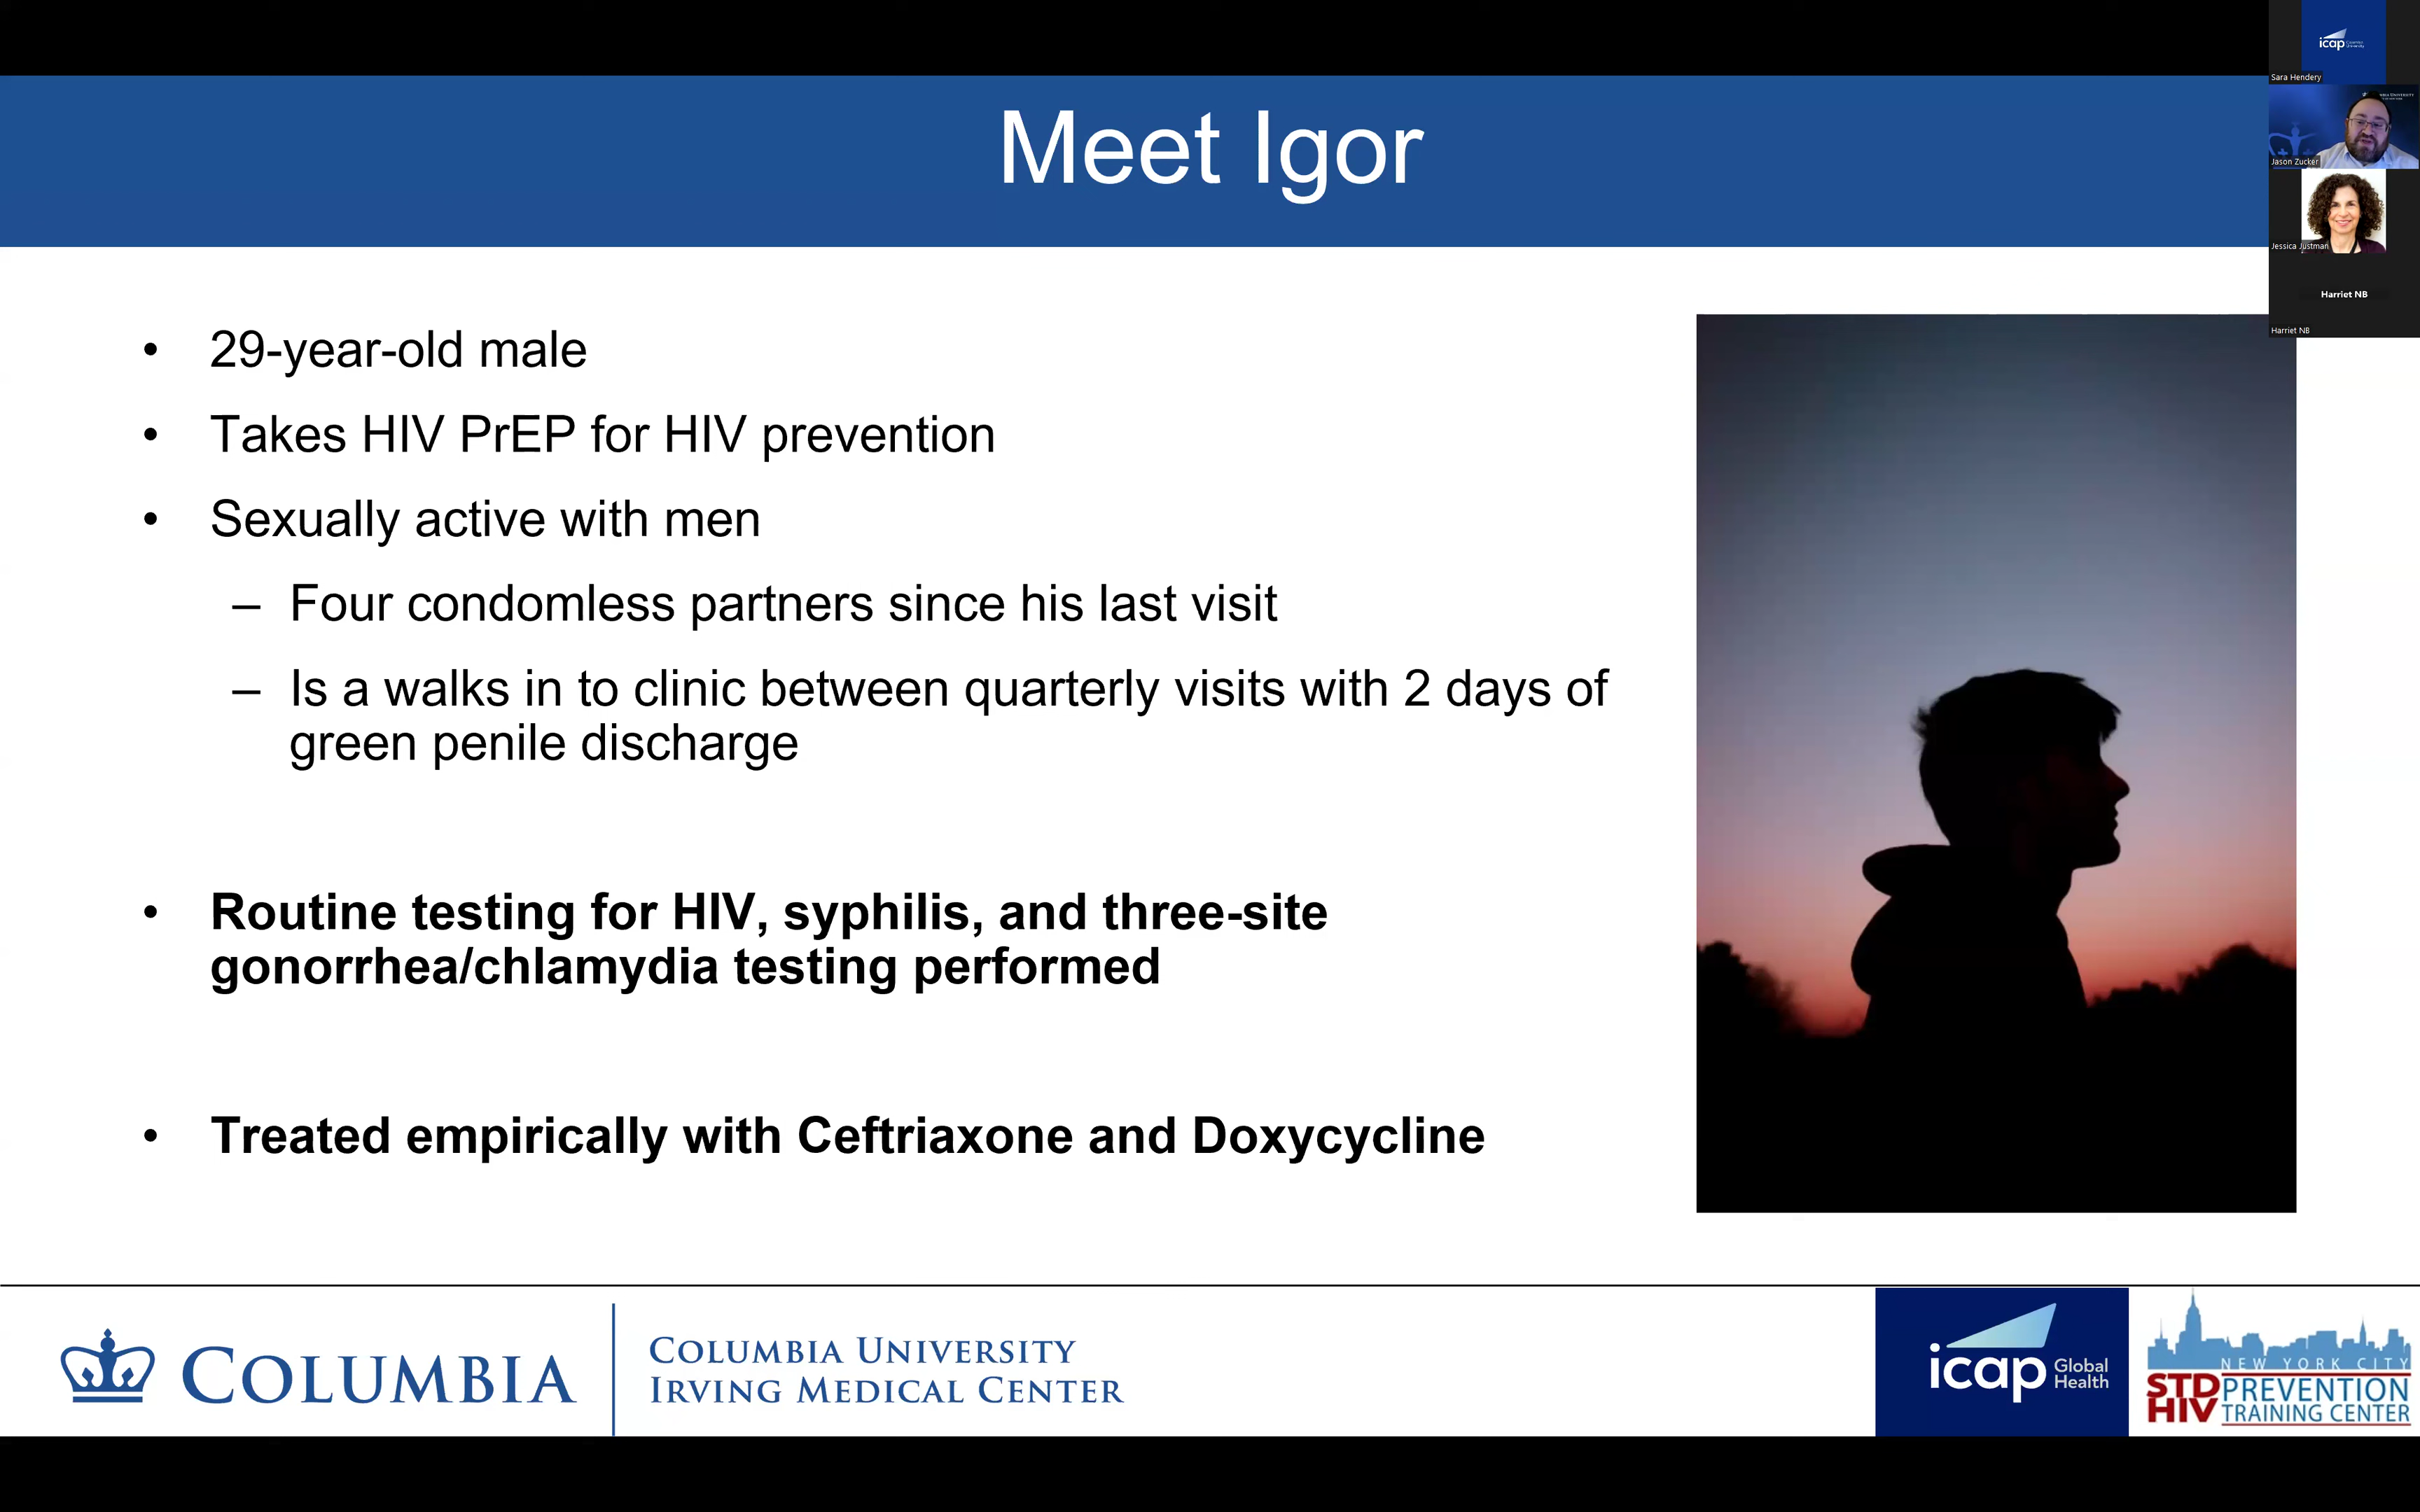 Meet Igor
• 29-year-old male
• Takes HIV PrEP for HIV prevention
• Sexually active with men
– Four condomless partners since his last visit
– Is a walks in to clinic between quarterly visits with 2 days of
green penile discharge
• Routine testing for HIV, syphilis, and three-site
gonorrhea/chlamydia testing performed
• Treated empirically with Ceftriaxone and Doxycycline
COLUMBIA
COLUMBIA UNIVERSITY
IRVING MEDICAL CENTER
icap Global
Health
NEW YORK CITY
STD PREVENTION
HIV TRAINING CENTER
icap
Sara Hendery
Jason Zucker
Jessica Justman
Harriet NB
Harriet NB